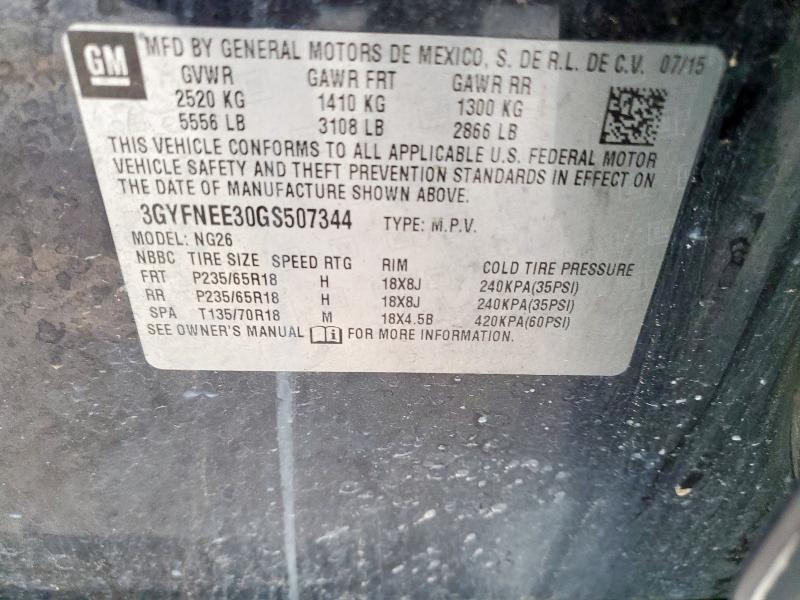 GM MFD BY GENERAL MOTORS DE MEXICO, S. DE R.L. DE C.V. 07/15
GVWR GAWR FRT GAWR RR
2520 KG 1410 KG 1300 KG
5556 LB 3108 LB 2866 LB
THIS VEHICLE CONFORMS TO ALL APPLICABLE U.S. FEDERAL MOTOR
VEHICLE SAFETY AND THEFT PREVENTION STANDARDS IN EFFECT ON
THE DATE OF MANUFACTURE SHOWN ABOVE.
3GYFNEE30GS507344 TYPE: M.P.V.
MODEL: NG26
NBBC TIRE SIZE SPEED RTG RIM COLD TIRE PRESSURE
FRT P235/65R18 H 18X8J 240KPA(35PSI)
RR P235/65R18 H 18X8J 240KPA(35PSI)
SPA T135/70R18 M 18X4.5B 420KPA(60PSI)
SEE OWNER'S MANUAL FOR MORE INFORMATION.